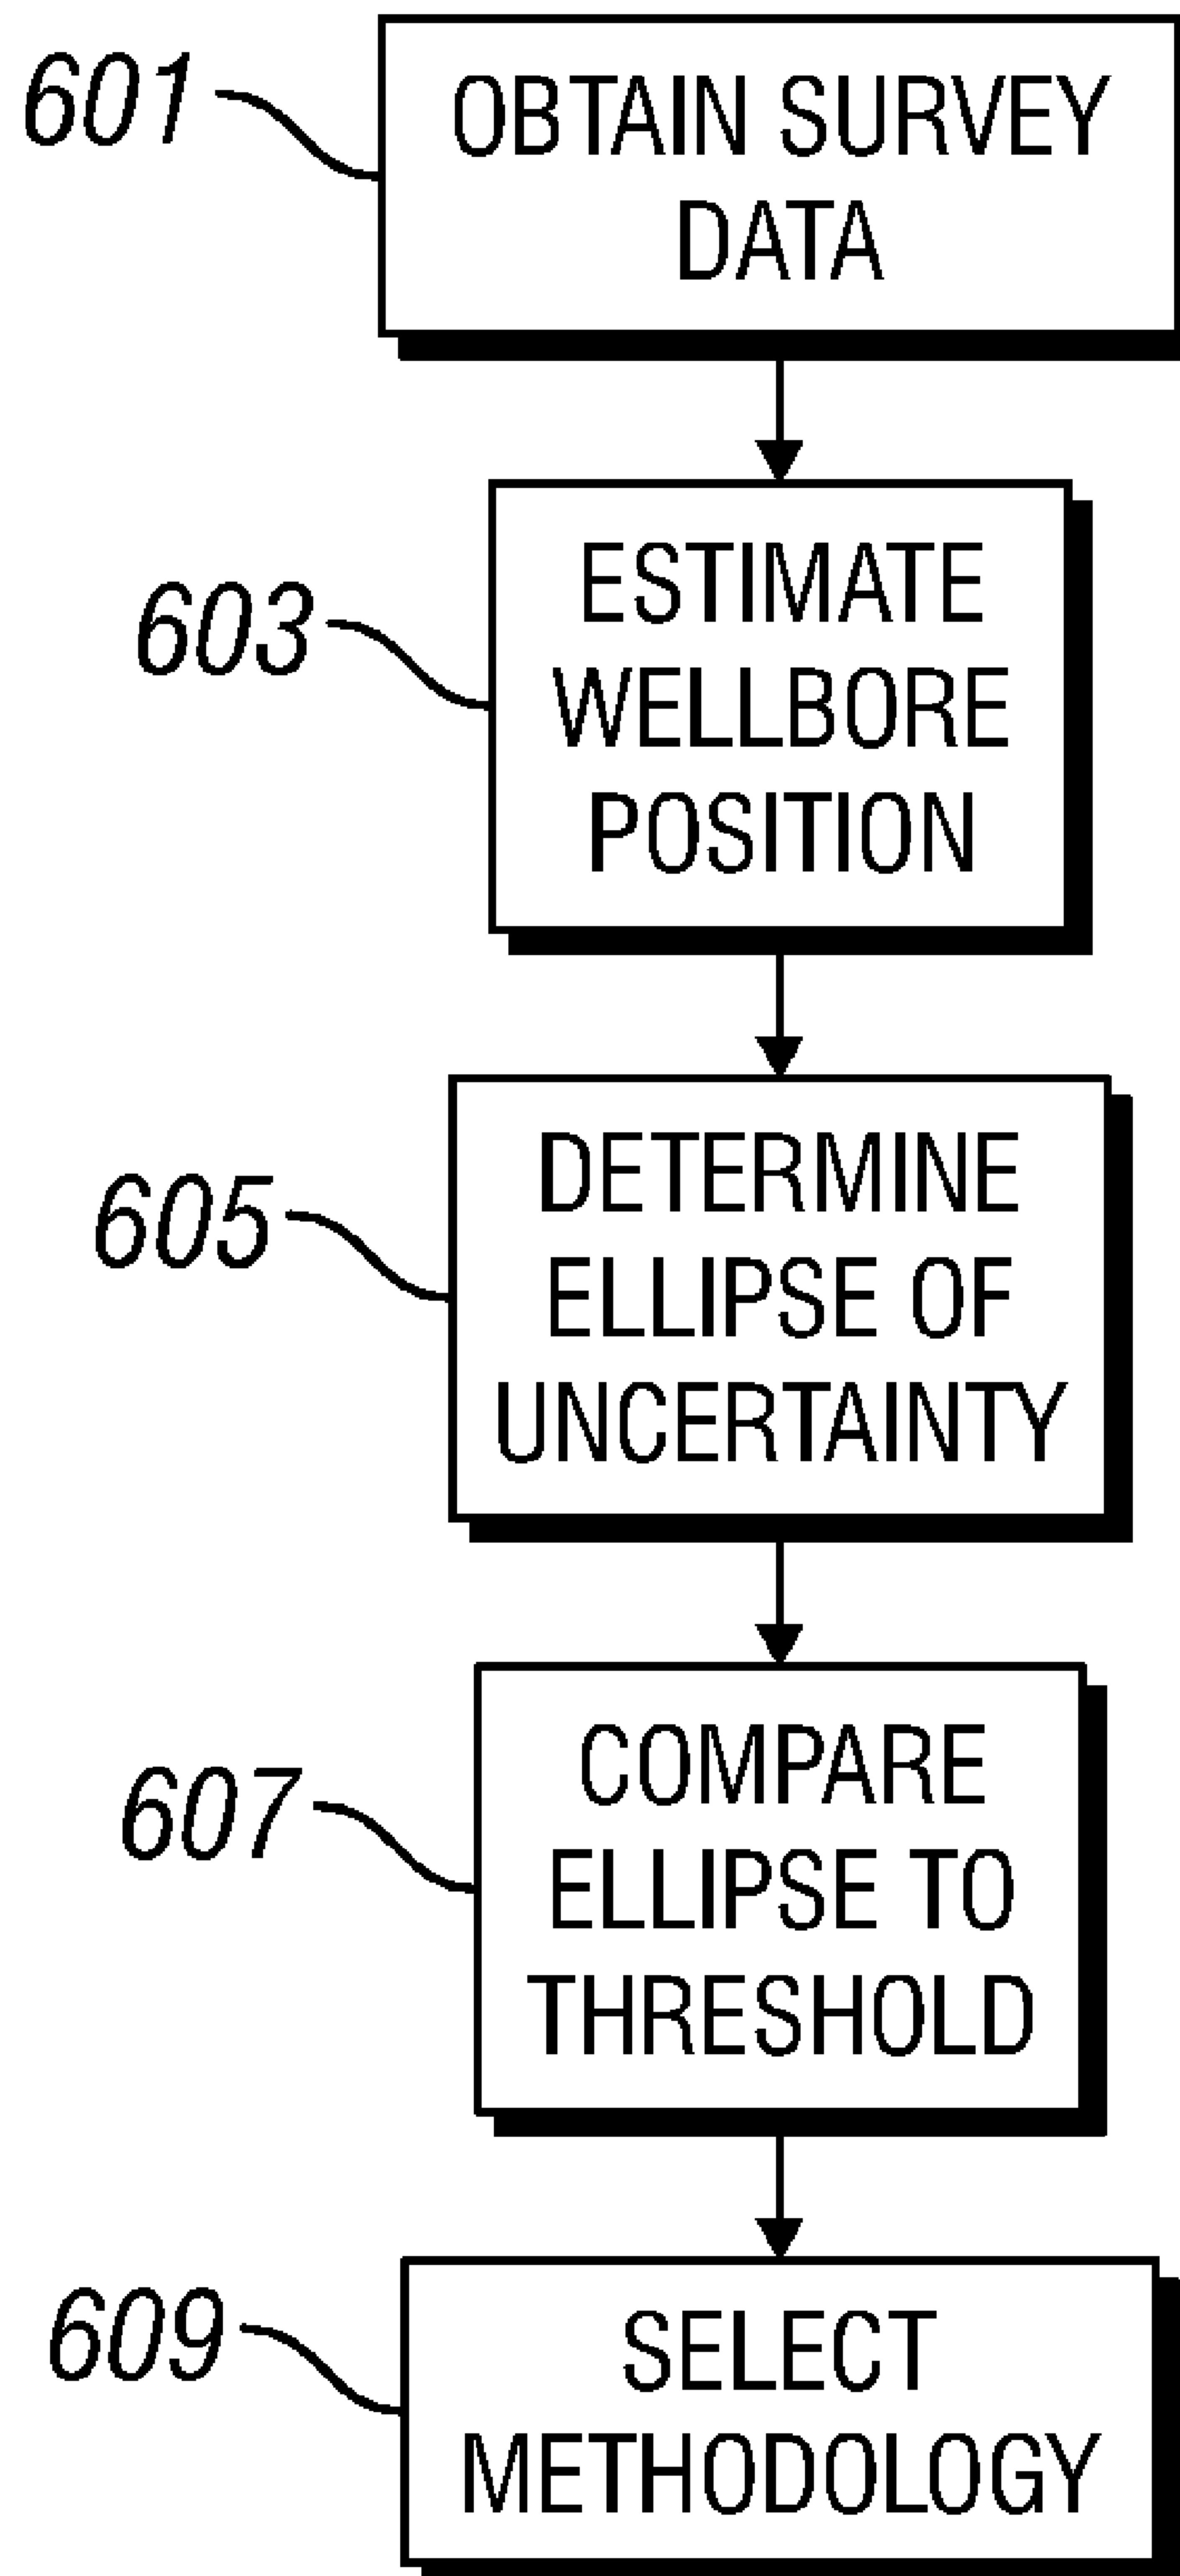 601
OBTAIN SURVEY
DATA
603
ESTIMATE
WELLBORE
POSITION
605
DETERMINE
ELLIPSE OF
UNCERTAINTY
607
COMPARE
ELLIPSE TO
THRESHOLD
609
SELECT
METHODOLOGY